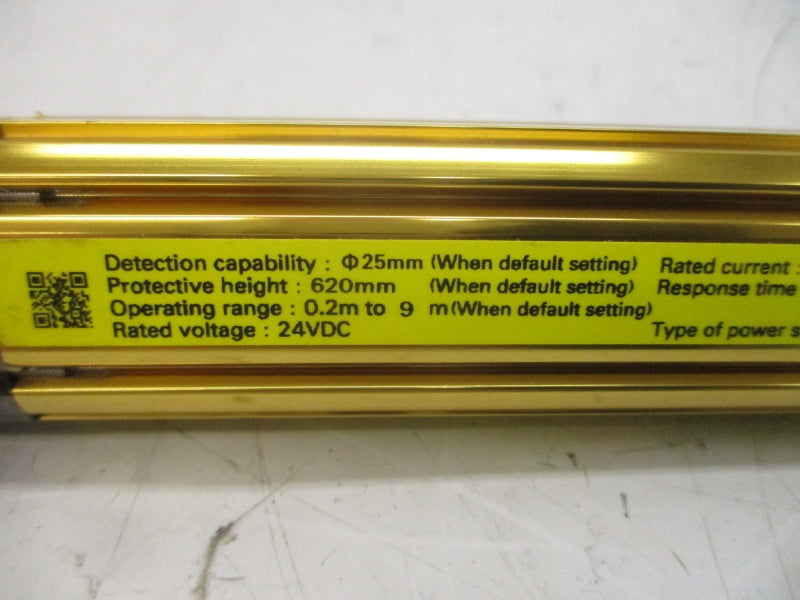 Detection capability : Φ25mm (When default setting) Rated current :
Protective height : 620mm (When default setting) Response time
Operating range : 0.2m to 9 m(When default setting)
Rated voltage : 24VDC Type of power